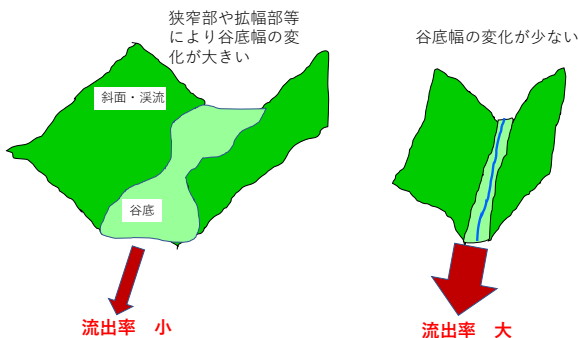 狭窄部や拡幅部等
により谷底幅の変
化が大きい
斜面・渓流
谷底
流出率　小
谷底幅の変化が少ない
流出率　大